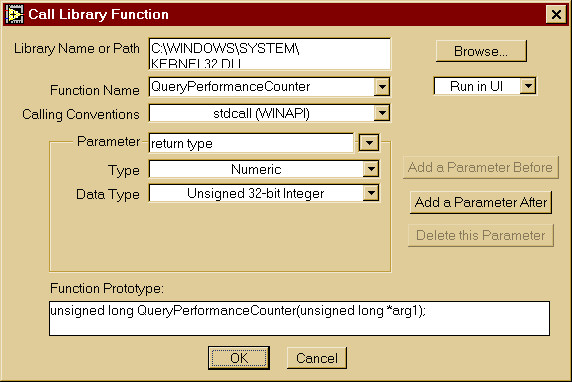 Call Library Function
Library Name or Path
C:\WINDOWS\SYSTEM\
KERNEL32.DLL
Browse...
Function Name
QueryPerformanceCounter
Run in UI
Calling Conventions
stdcall (WINAPI)
Parameter
return type
Type
Numeric
Add a Parameter Before
Data Type
Unsigned 32-bit Integer
Add a Parameter After
Delete this Parameter
Function Prototype:
unsigned long QueryPerformanceCounter(unsigned long *arg1);
OK
Cancel